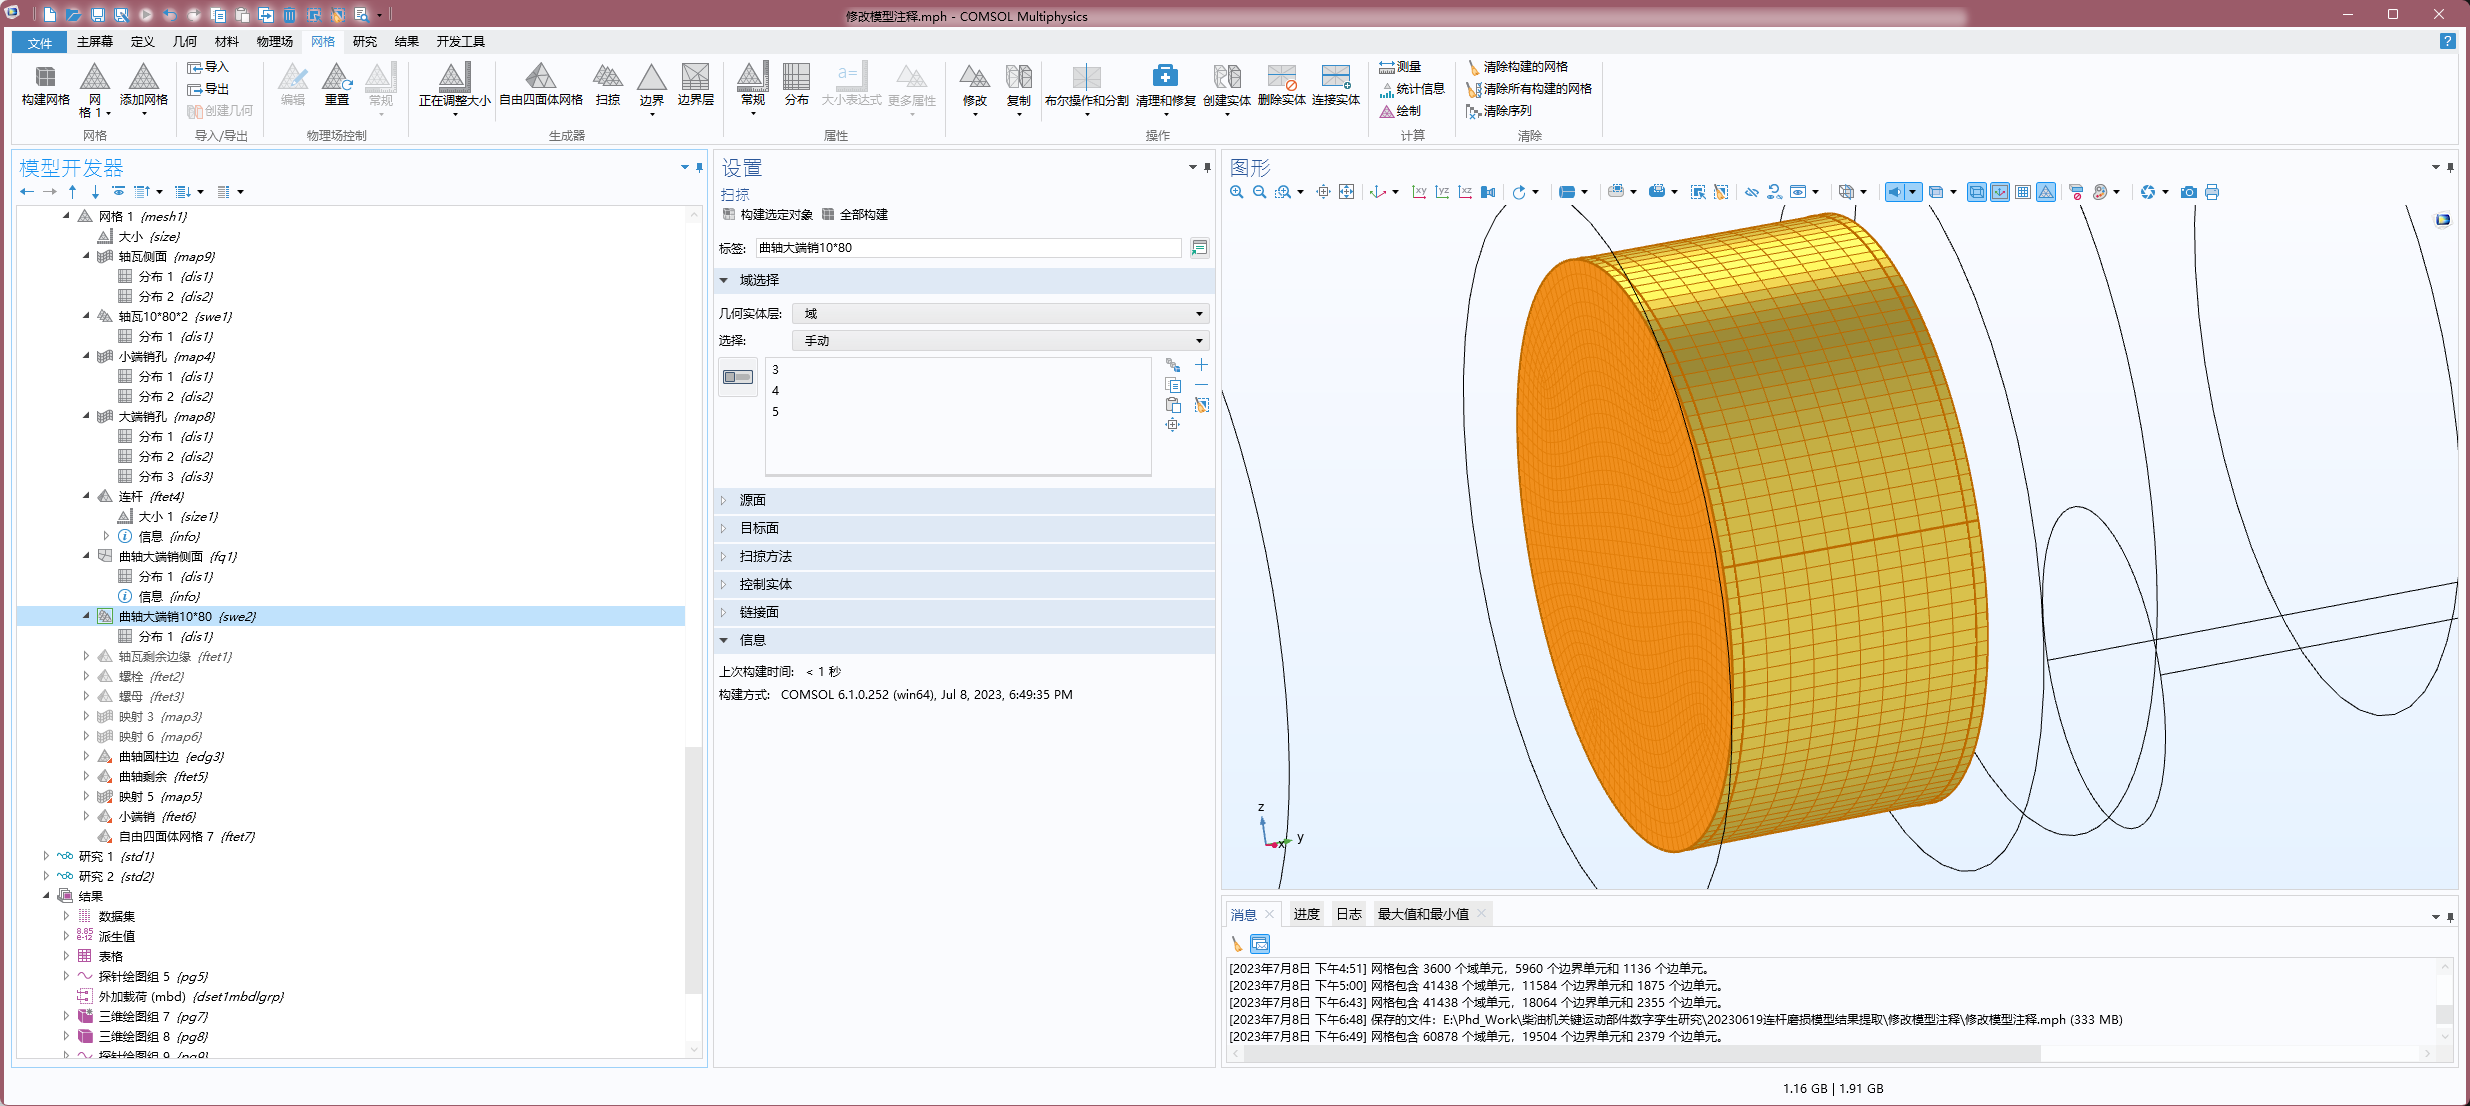 修改模型注释.mph - COMSOL Multiphysics
文件 主屏幕 定义 几何 材料 物理场 网格 研究 结果 开发工具
构建网格 网格 1 添加网格 导入 导出 创建几何 编辑 重置 常规 正在调整大小 自由四面体网格 扫掠 边界 边界层 常规 分布 大小表达式 更多属性 修改 复制 布尔操作和分割 清理和修复 创建实体 删除实体 连接实体 测量 统计信息 绘制 清除构建的网格 清除所有构建的网格 清除序列
网格 导入/导出 物理场控制 生成器 属性 操作 计算 清除
模型开发器
网格 1 {mesh1}
大小 {size}
轴瓦侧面 {map9}
分布 1 {dis1}
分布 2 {dis2}
轴瓦10*80*2 {swe1}
分布 1 {dis1}
小端销孔 {map4}
分布 1 {dis1}
分布 2 {dis2}
大端销孔 {map8}
分布 1 {dis1}
分布 2 {dis2}
分布 3 {dis3}
连杆 {ftet4}
大小 1 {size1}
信息 {info}
曲轴大端销侧面 {fq1}
分布 1 {dis1}
信息 {info}
曲轴大端销10*80 {swe2}
分布 1 {dis1}
轴瓦剩余边缘 {ftet1}
螺栓 {ftet2}
螺母 {ftet3}
映射 3 {map3}
映射 6 {map6}
曲轴圆柱边 {edg3}
曲轴剩余 {ftet5}
映射 5 {map5}
小端销 {ftet6}
自由四面体网格 7 {ftet7}
研究 1 {std1}
研究 2 {std2}
结果
数据集
8.85 e-12 派生值
表格
探针绘图组 5 {pg5}
外加载荷 (mbd) {dset1mbdlgrp}
三维绘图组 7 {pg7}
三维绘图组 8 {pg8}
探针绘图组 9 {pg9}
设置
扫掠
构建选定对象 全部构建
标签: 曲轴大端销10*80
域选择
几何实体层: 域
选择: 手动
3
4
5
源面
目标面
扫掠方法
控制实体
链接面
信息
上次构建时间: < 1 秒
构建方式: COMSOL 6.1.0.252 (win64), Jul 8, 2023, 6:49:35 PM
图形
xy yz xz
z
y
x
消息 进度 日志 最大值和最小值
[2023年7月8日 下午4:51] 网格包含 3600 个域单元，5960 个边界单元和 1136 个边单元。
[2023年7月8日 下午5:00] 网格包含 41438 个域单元，11584 个边界单元和 1875 个边单元。
[2023年7月8日 下午6:43] 网格包含 41438 个域单元，18064 个边界单元和 2355 个边单元。
[2023年7月8日 下午6:48] 保存的文件：E:\Phd_Work\柴油机关键运动部件数字孪生研究\20230619连杆磨损模型结果提取\修改模型注释\修改模型注释.mph (333 MB)
[2023年7月8日 下午6:49] 网格包含 60878 个域单元，19504 个边界单元和 2379 个边单元。
1.16 GB | 1.91 GB